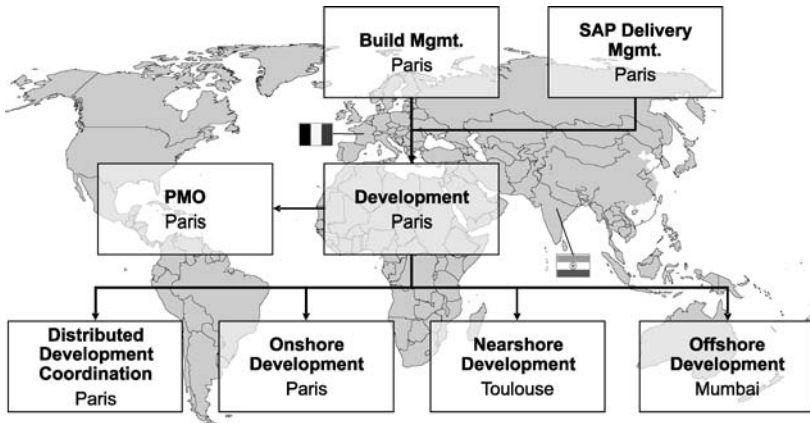 Build Mgmt.
Paris
SAP Delivery
Mgmt.
Paris
PMO
Paris
Development
Paris
Distributed
Development
Coordination
Paris
Onshore
Development
Paris
Nearshore
Development
Toulouse
Offshore
Development
Mumbai